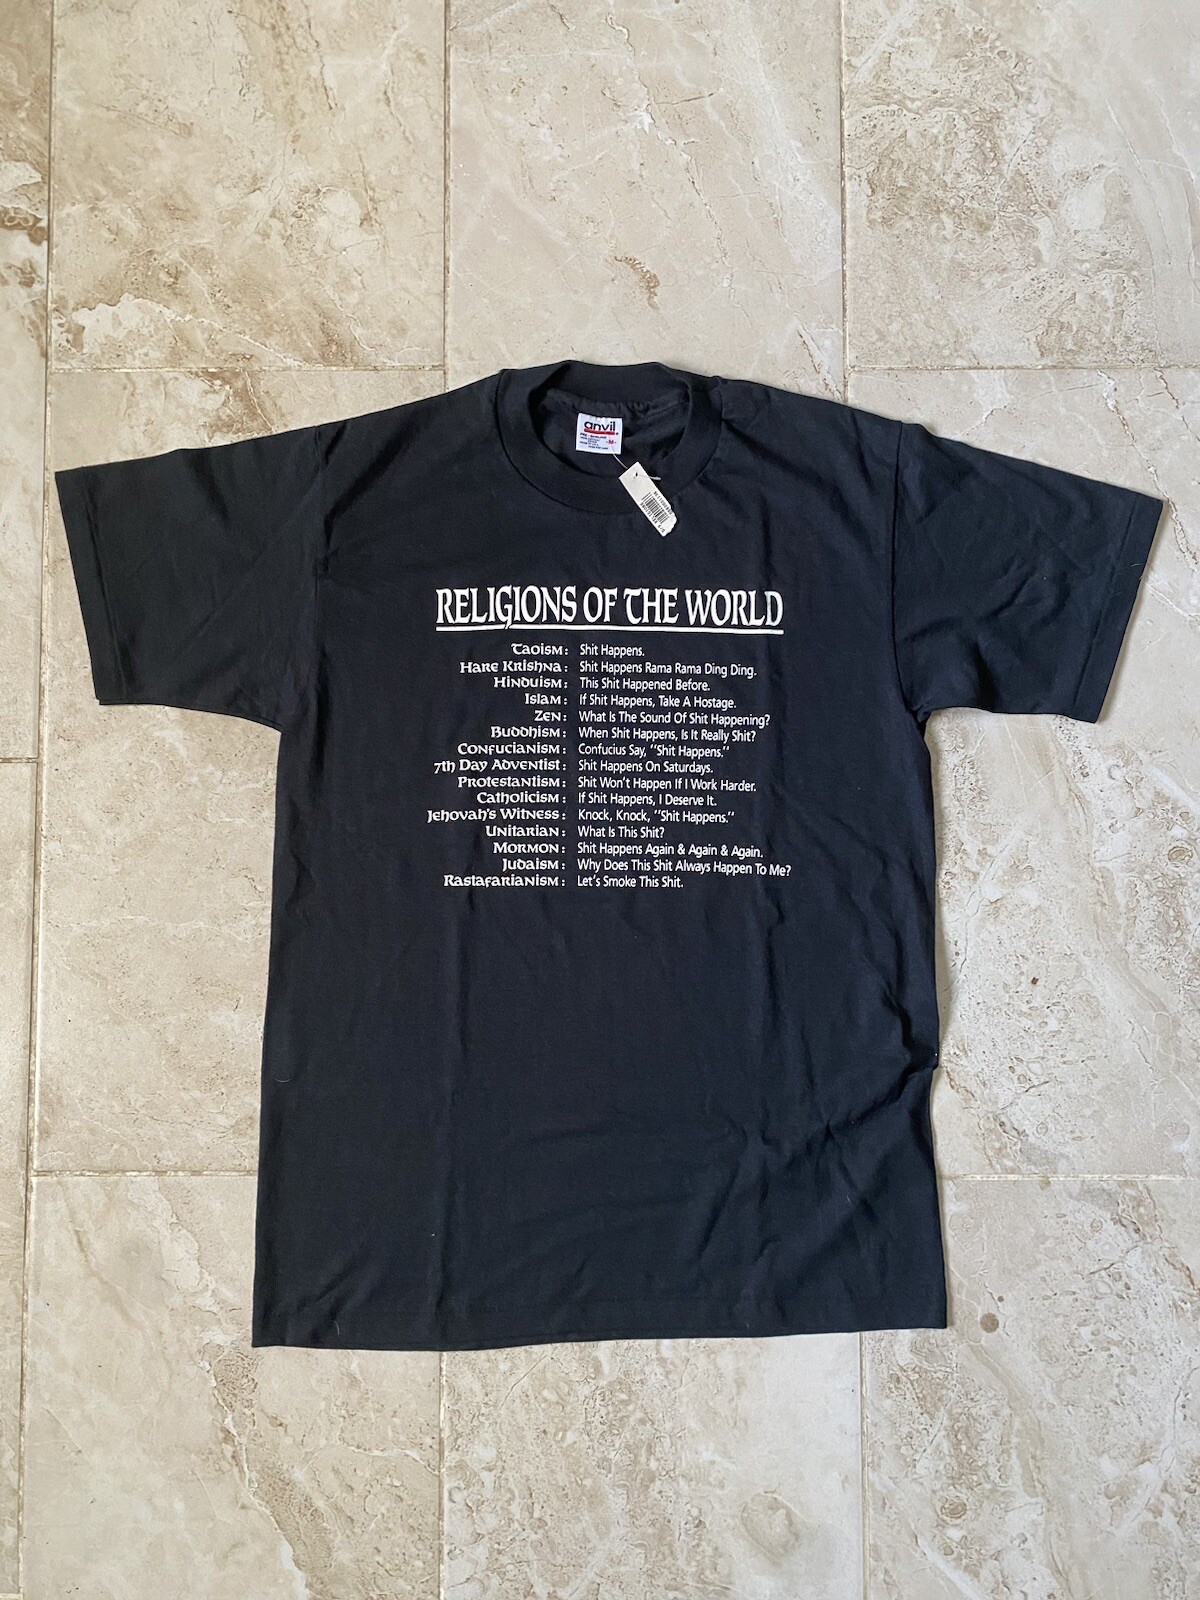 anvil
-M-
RELIGIONS OF THE WORLD
Taoism: Shit Happens.
Hare Krishna: Shit Happens Rama Rama Ding Ding.
Hinduism: This Shit Happened Before.
Islam: If Shit Happens, Take A Hostage.
Zen: What Is The Sound Of Shit Happening?
Buddhism: When Shit Happens, Is It Really Shit?
Confucianism: Confucius Say, "Shit Happens."
7th Day Adventist: Shit Happens On Saturdays.
Protestantism: Shit Won't Happen If I Work Harder.
Catholicism: If Shit Happens, I Deserve It.
Jehovah's Witness: Knock, Knock, "Shit Happens."
Unitarian: What Is This Shit?
Mormon: Shit Happens Again & Again & Again.
Judaism: Why Does This Shit Always Happen To Me?
Rastafarianism: Let's Smoke This Shit.